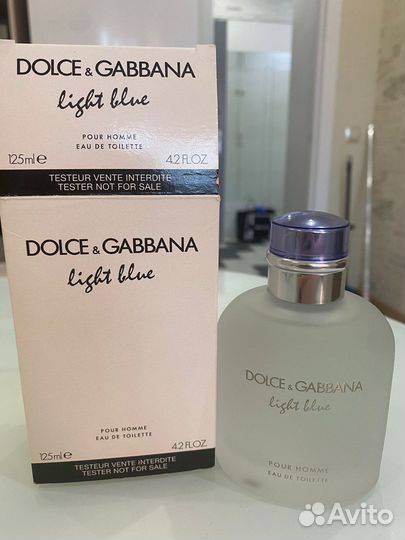 DOLCE & GABBANA
light blue
POUR HOMME
EAU DE TOILETTE
125ml e 4.2 FL.OZ.
TESTEUR VENTE INTERDITE
TESTER NOT FOR SALE
DOLCE & GABBANA
light blue
POUR HOMME
EAU DE TOILETTE
125ml e 4.2 FL.OZ.
TESTEUR VENTE INTERDITE
TESTER NOT FOR SALE
DOLCE & GABBANA
light blue
POUR HOMME
EAU DE TOILETTE
Avito